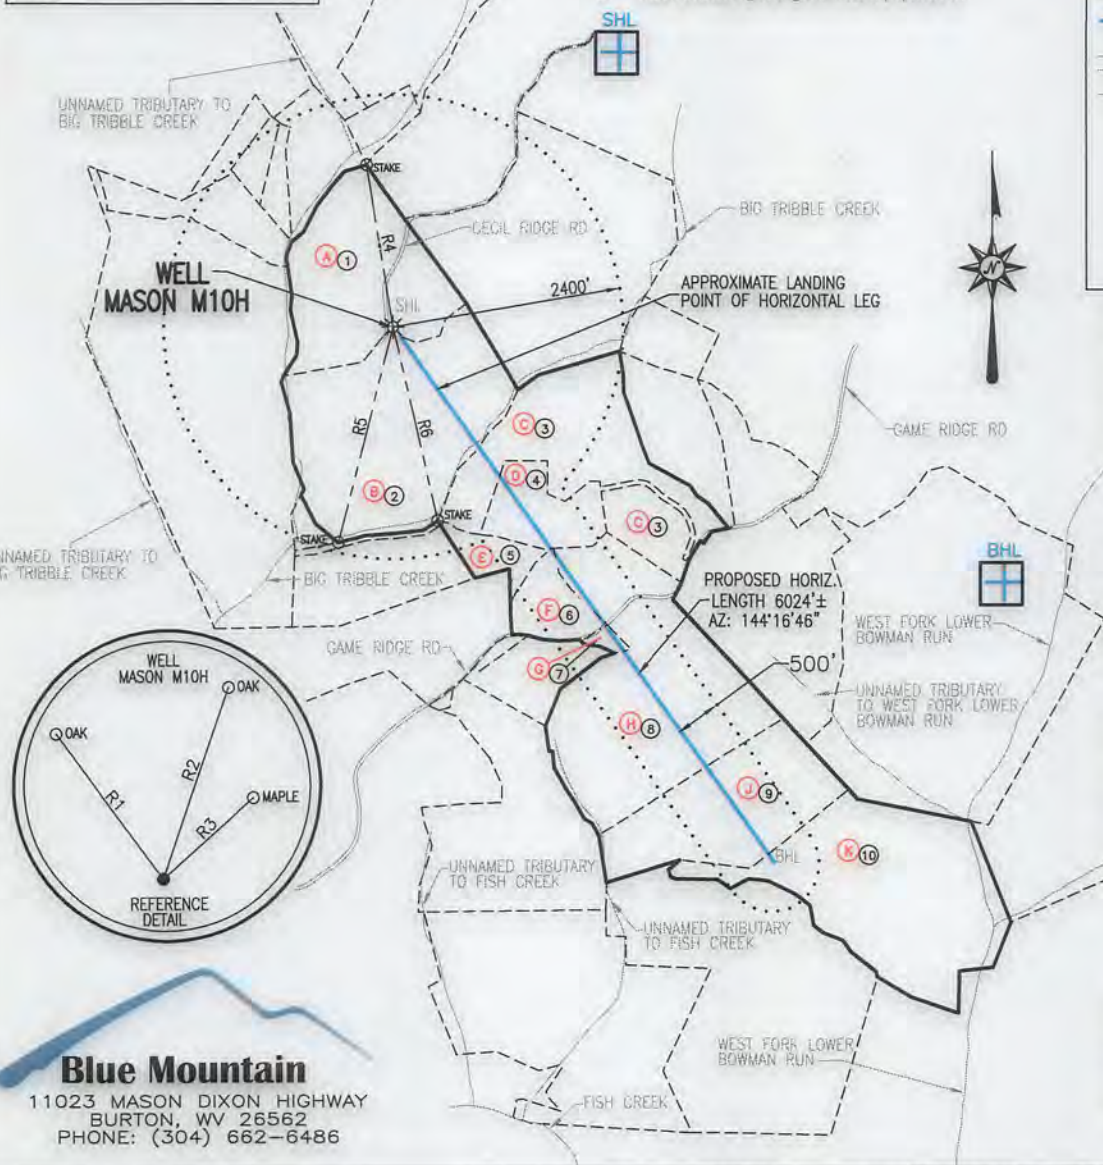 SHL
UNNAMED TRIBUTARY TO
BIG TRIBBLE CREEK
STAKE
BIG TRIBBLE CREEK
CECIL RIDGE RD
R4
A 1
WELL
MASON M10H
SHL
2400'
APPROXIMATE LANDING
POINT OF HORIZONTAL LEG
N
GAME RIDGE RD
R5
R6
C 3
D 4
B 2
STAKE
C 3
STAKE
UNNAMED TRIBUTARY TO
BIG TRIBBLE CREEK
BIG TRIBBLE CREEK
E 5
BHL
PROPOSED HORIZ.
LENGTH 6024'±
AZ: 144°16'46"
F 6
WEST FORK LOWER
BOWMAN RUN
GAME RIDGE RD
G 7
500'
UNNAMED TRIBUTARY
TO WEST FORK LOWER
BOWMAN RUN
WELL
MASON M10H
OAK
OAK
R2
R1
MAPLE
R3
REFERENCE
DETAIL
H 8
J 9
BHL
K 10
UNNAMED TRIBUTARY
TO FISH CREEK
UNNAMED TRIBUTARY
TO FISH CREEK
WEST FORK LOWER
BOWMAN RUN
FISH CREEK
Blue Mountain
11023 MASON DIXON HIGHWAY
BURTON, WV 26562
PHONE: (304) 662-6486